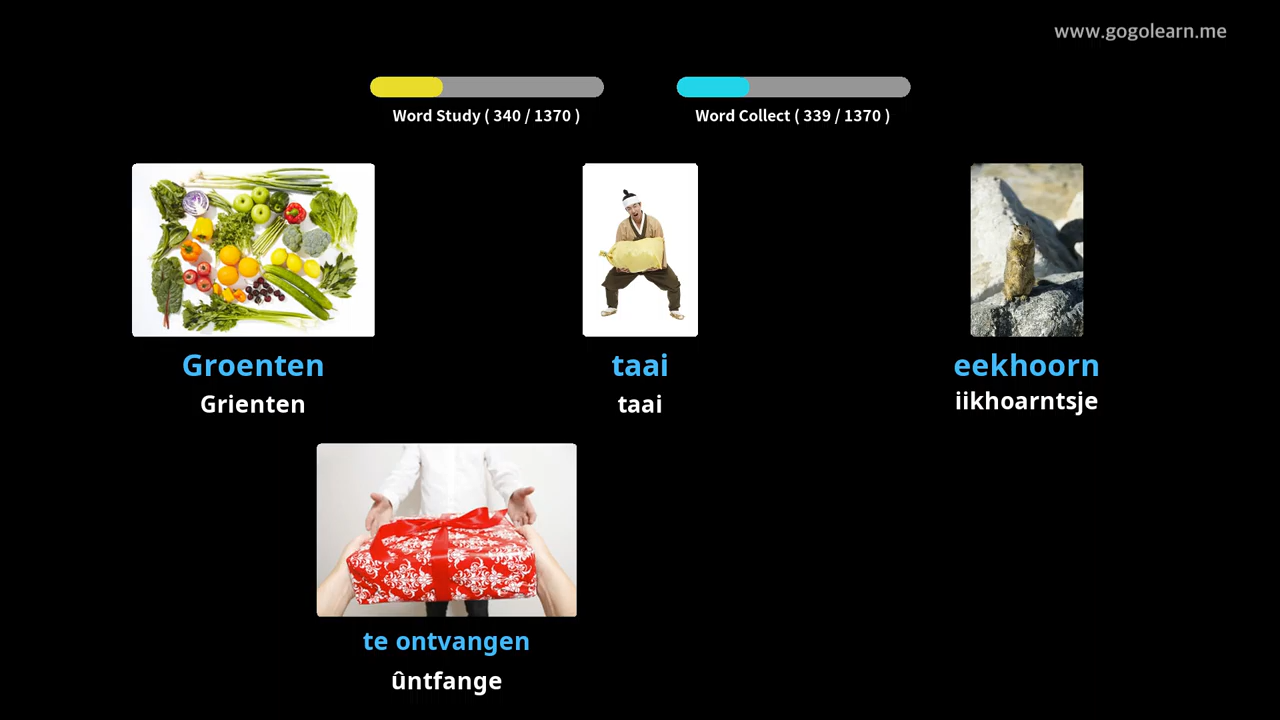 www.gogolearn.me
Word Study ( 340 / 1370 )
Word Collect ( 339 / 1370 )
Groenten
Grienten
taai
taai
eekhoorn
iikhoarntsje
te ontvangen
ûntfange